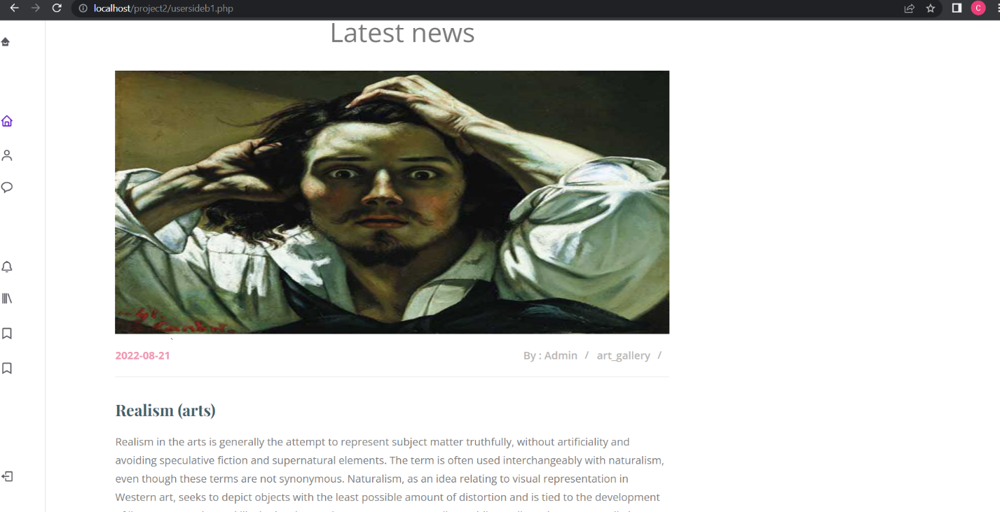 localhost/project2/usersideb1.php
C
Latest news
2022-08-21
By : Admin / art_gallery /
Realism (arts)
Realism in the arts is generally the attempt to represent subject matter truthfully, without artificiality and
avoiding speculative fiction and supernatural elements. The term is often used interchangeably with naturalism,
even though these terms are not synonymous. Naturalism, as an idea relating to visual representation in
Western art, seeks to depict objects with the least possible amount of distortion and is tied to the development